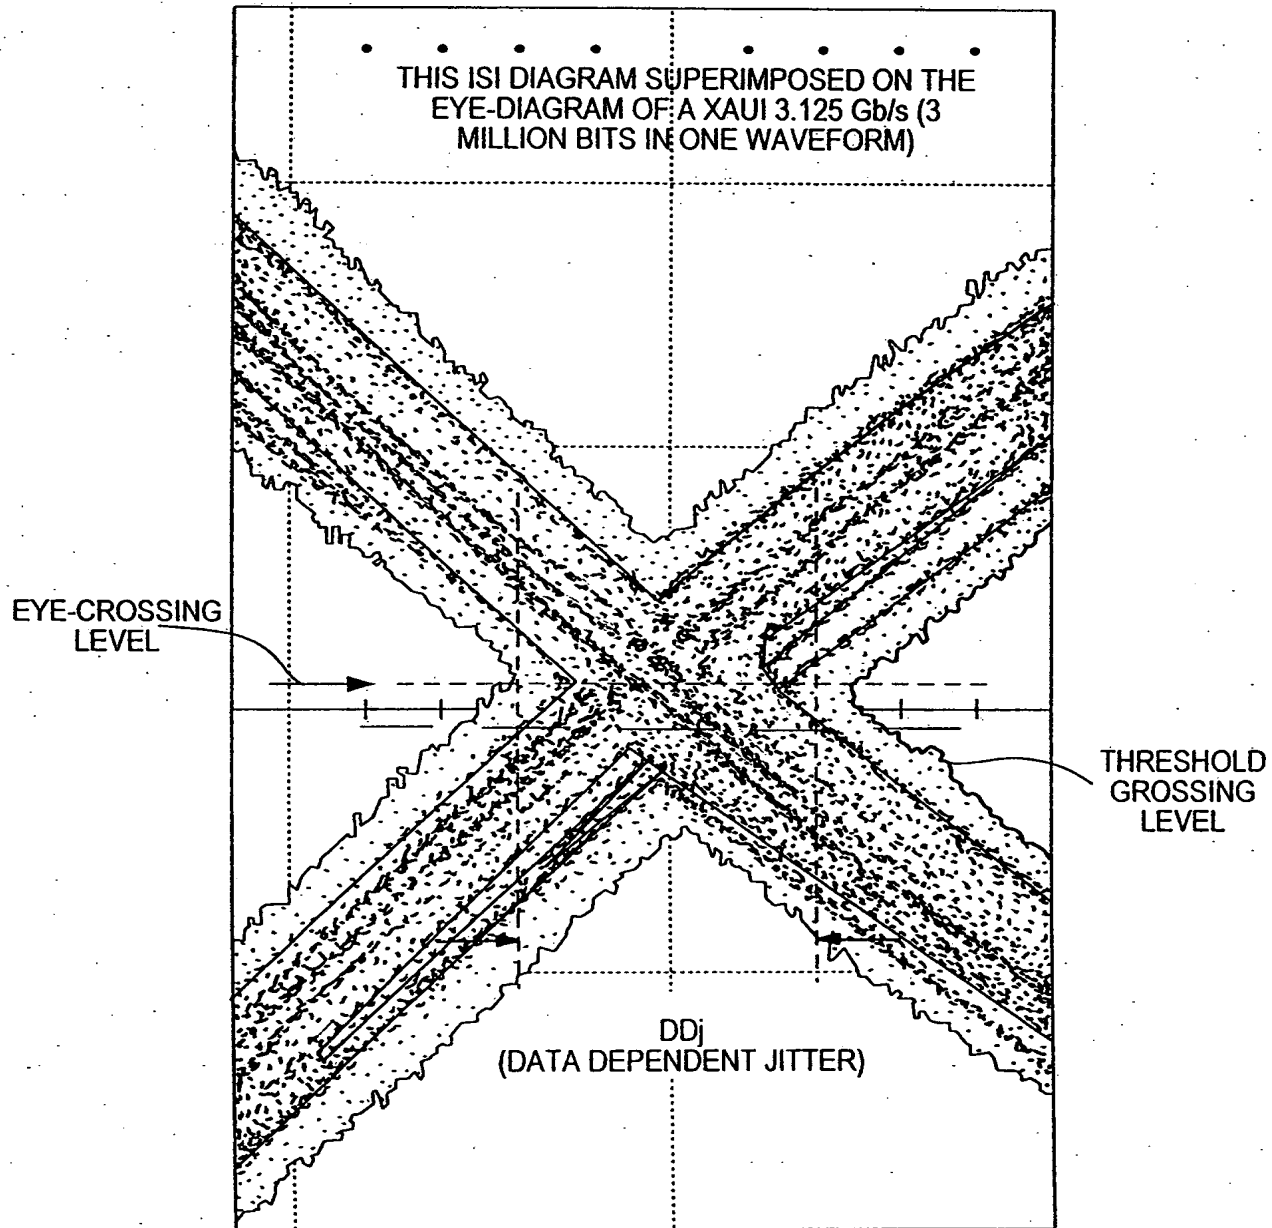 THIS ISI DIAGRAM SUPERIMPOSED ON THE
EYE-DIAGRAM OF A XAUI 3.125 Gb/s (3
MILLION BITS IN ONE WAVEFORM)
EYE-CROSSING
LEVEL
THRESHOLD
GROSSING
LEVEL
DDj
(DATA DEPENDENT JITTER)